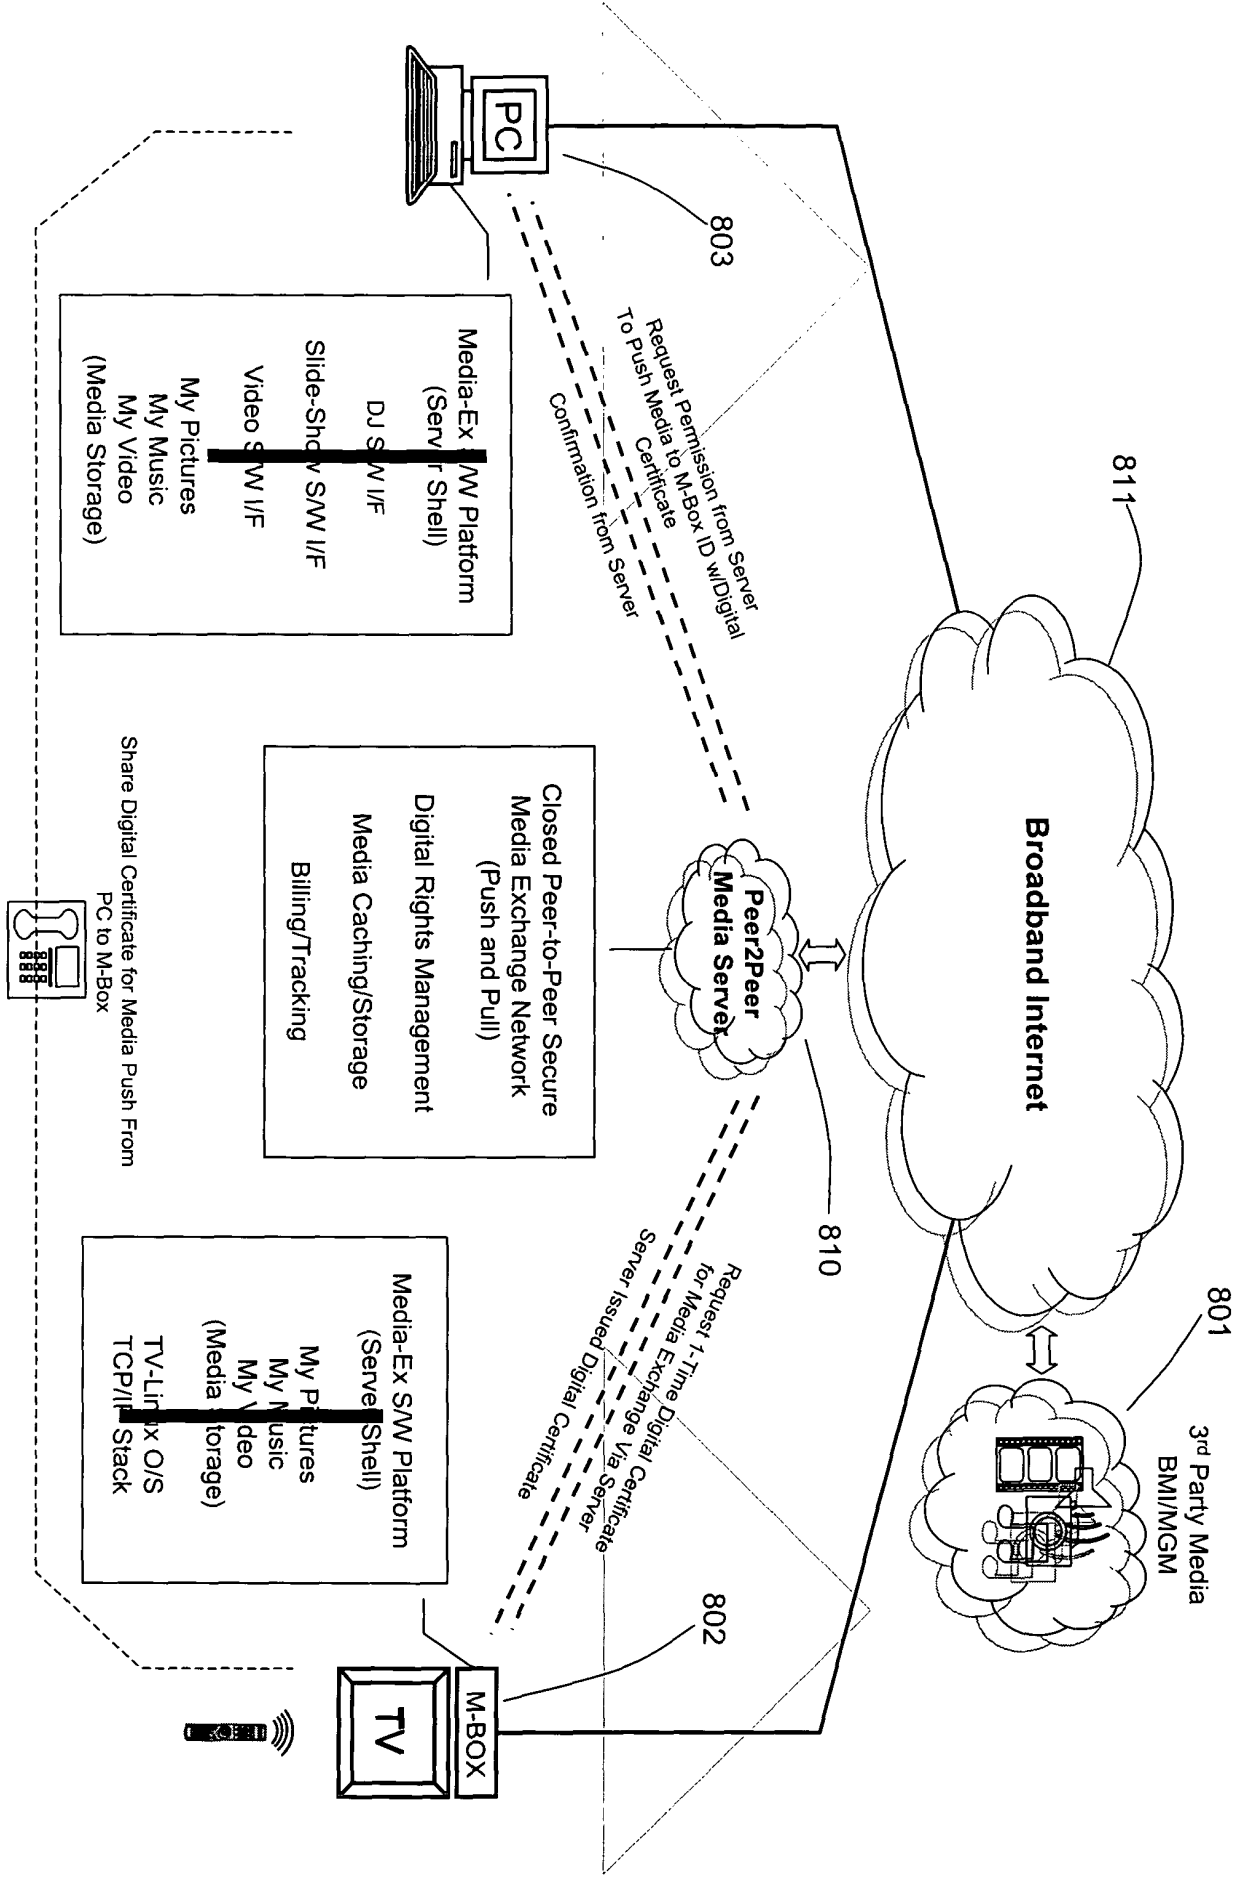 3rd Party Media
BMI/MGM
801
811
Broadband Internet
803
810
802
Peer2Peer
Media Server
PC
M-BOX
TV
Request Permission from Server
To Push Media to M-Box ID w/Digital
Certificate
Confirmation from Server
Request 1-Time Digital Certificate
for Media Exchange Via Server
Server Issued Digital Certificate
Media-Ex S/W Platform
(Server Shell)
DJ S/W I/F
Slide-Show S/W I/F
Video S/W I/F
My Pictures
My Music
My Video
(Media Storage)
Closed Peer-to-Peer Secure
Media Exchange Network
(Push and Pull)
Digital Rights Management
Media Caching/Storage
Billing/Tracking
Media-Ex S/W Platform
(Server Shell)
My Pictures
My Music
My Video
(Media Storage)
TV-Linux O/S
TCP/IP Stack
Share Digital Certificate for Media Push From
PC to M-Box